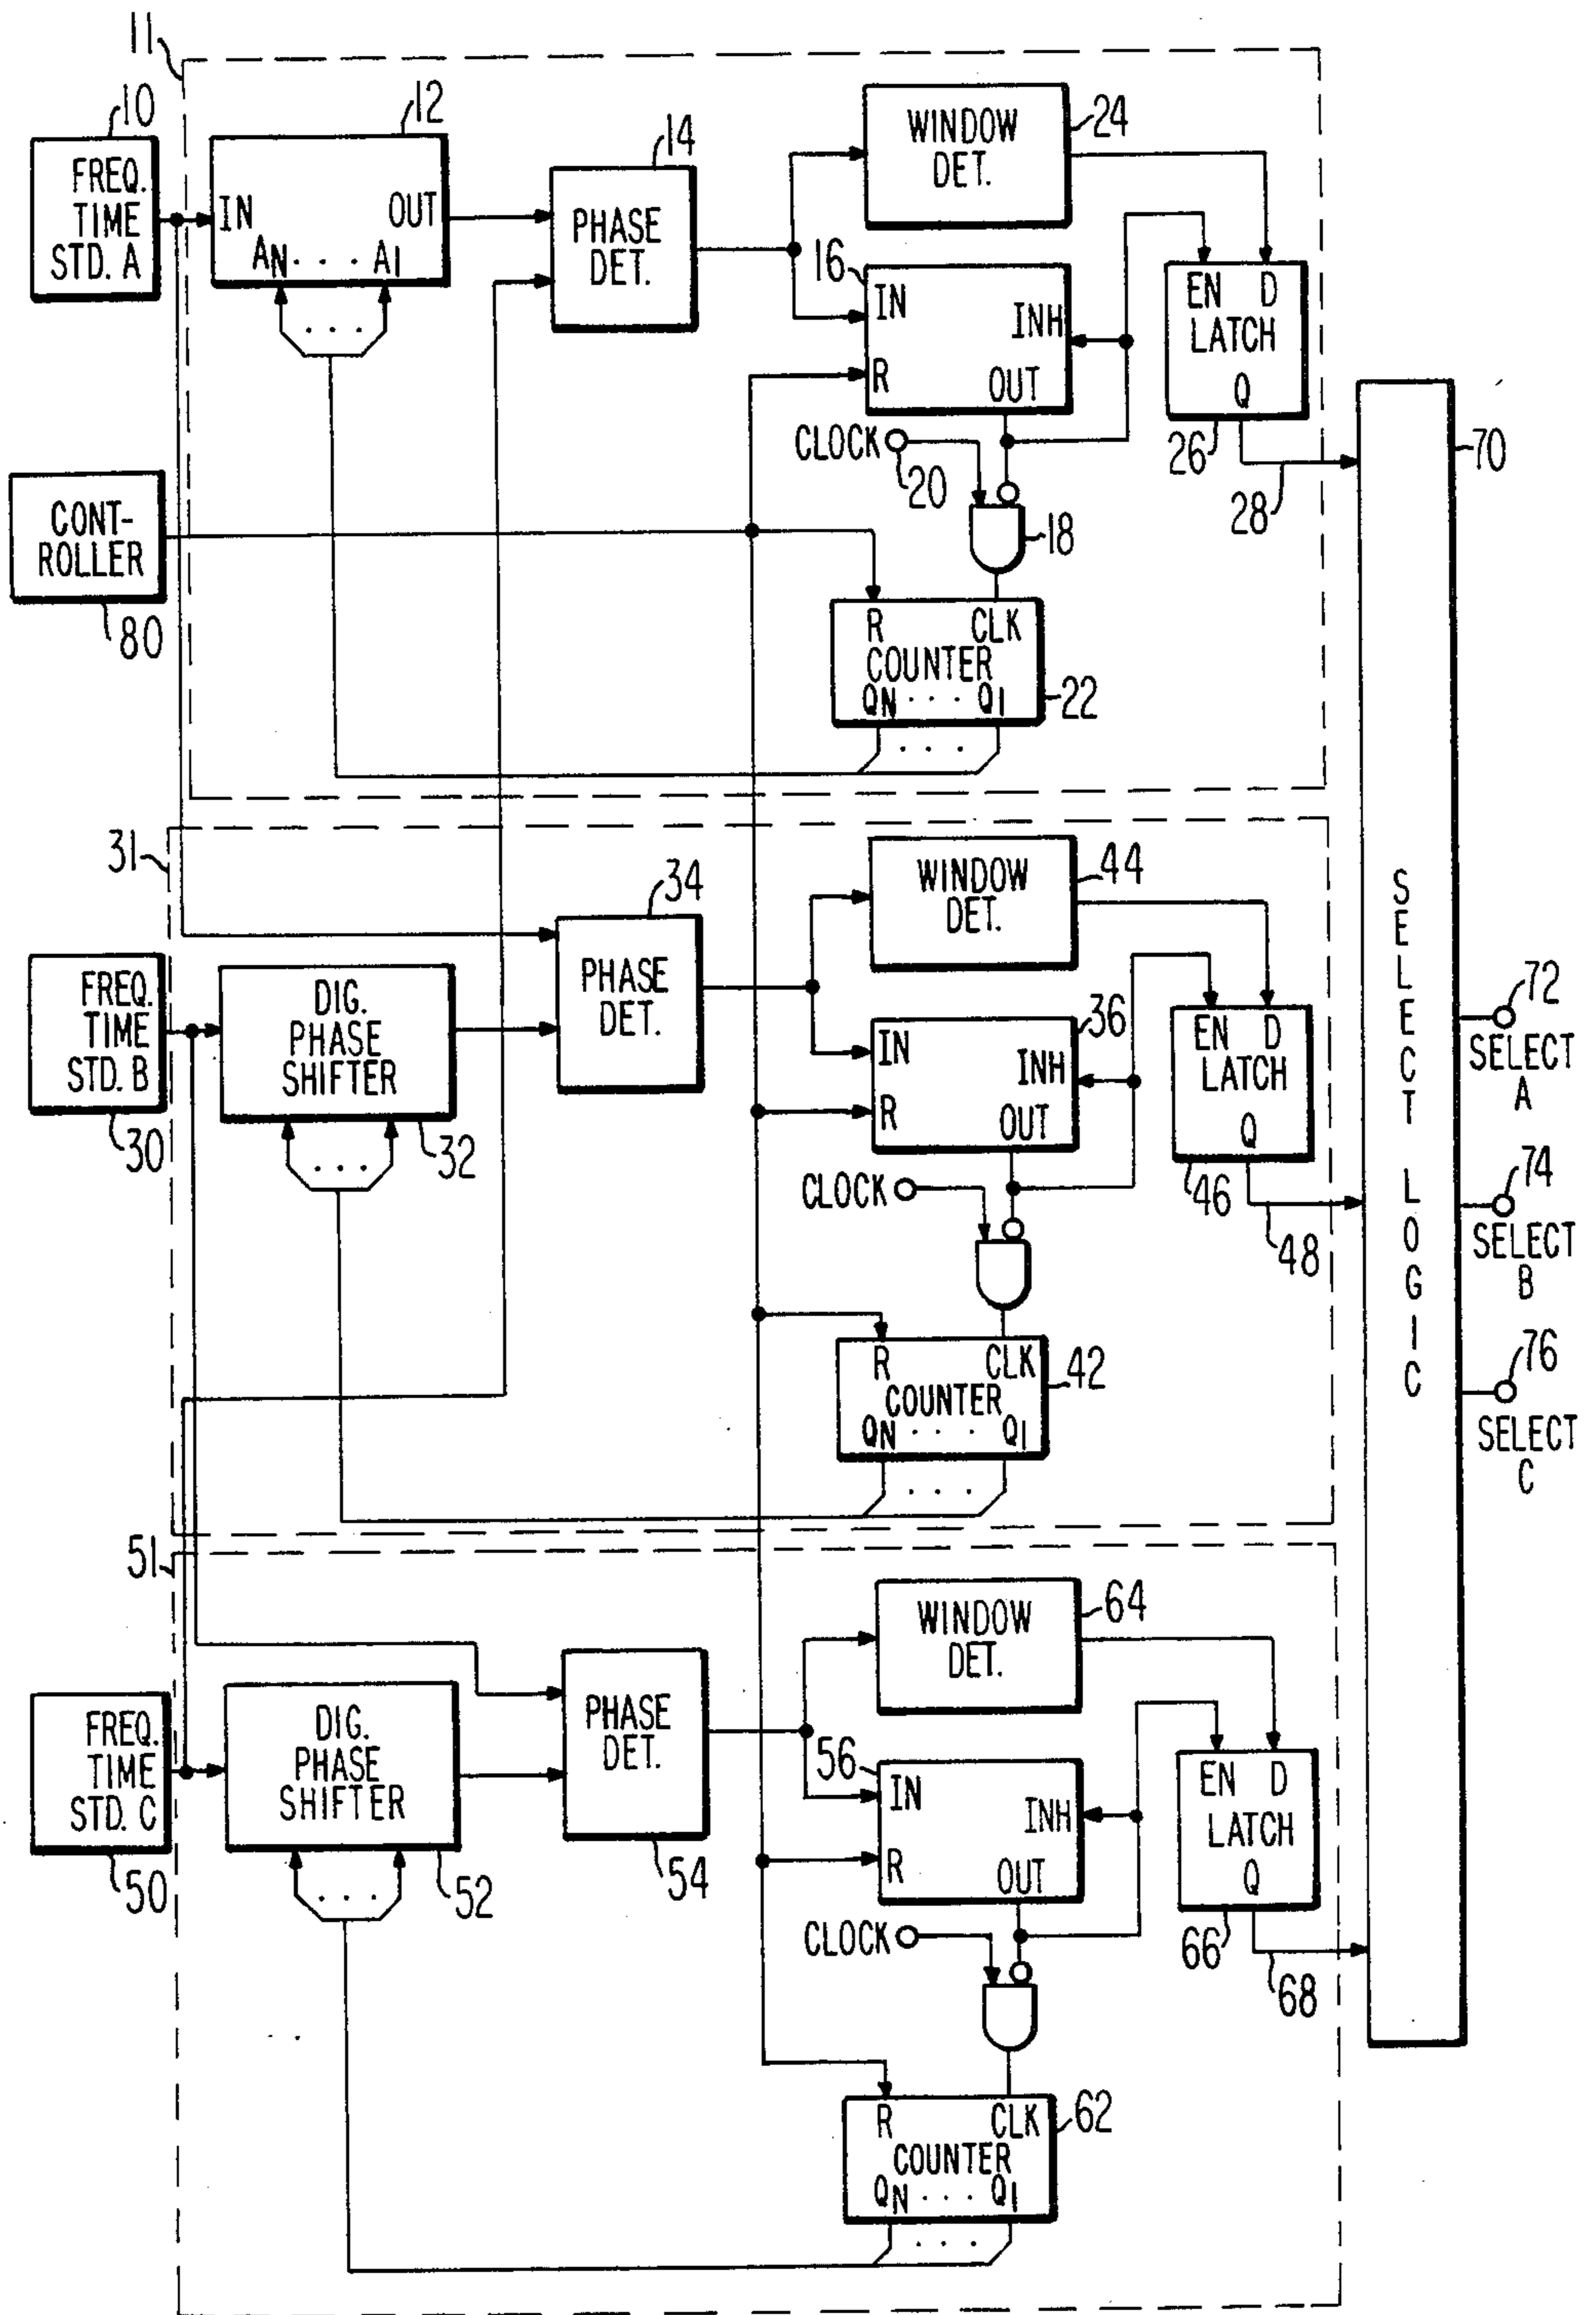 11
10
FREQ.
TIME
STD. A
12
IN
OUT
AN . . . A1
. . .
14
PHASE
DET.
WINDOW
DET.
24
16
IN
INH
R
OUT
EN D
LATCH
Q
26
28
70
CLOCK
20
18
CONT-
ROLLER
80
R CLK
COUNTER
QN . . . Q1
22
. . .
31
FREQ.
TIME
STD. B
30
DIG.
PHASE
SHIFTER
32
. . .
34
PHASE
DET.
WINDOW
DET.
44
36
IN
INH
R
OUT
EN D
LATCH
Q
46
48
CLOCK
R CLK
COUNTER
QN . . . Q1
42
. . .
SELECT LOGIC
72
SELECT
A
74
SELECT
B
76
SELECT
C
51
FREQ.
TIME
STD. C
50
DIG.
PHASE
SHIFTER
52
. . .
PHASE
DET.
54
WINDOW
DET.
64
56
IN
INH
R
OUT
EN D
LATCH
Q
66
68
CLOCK
R CLK
COUNTER
QN . . . Q1
62
. . .